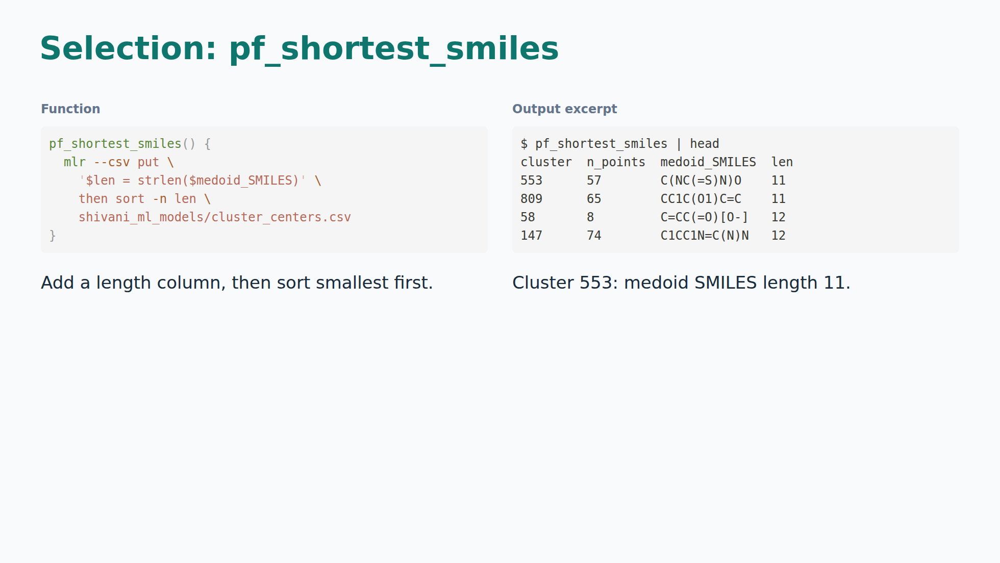 Selection: pf_shortest_smiles
Function
pf_shortest_smiles() {
  mlr --csv put \
    '$len = strlen($medoid_SMILES)' \
    then sort -n len \
    shivani_ml_models/cluster_centers.csv
}
Add a length column, then sort smallest first.
Output excerpt
$ pf_shortest_smiles | head
cluster  n_points  medoid_SMILES  len
553      57        C(NC(=S)N)O    11
809      65        CC1C(O1)C=C    11
58       8         C=CC(=O)[O-]   12
147      74        C1CC1N=C(N)N   12
Cluster 553: medoid SMILES length 11.